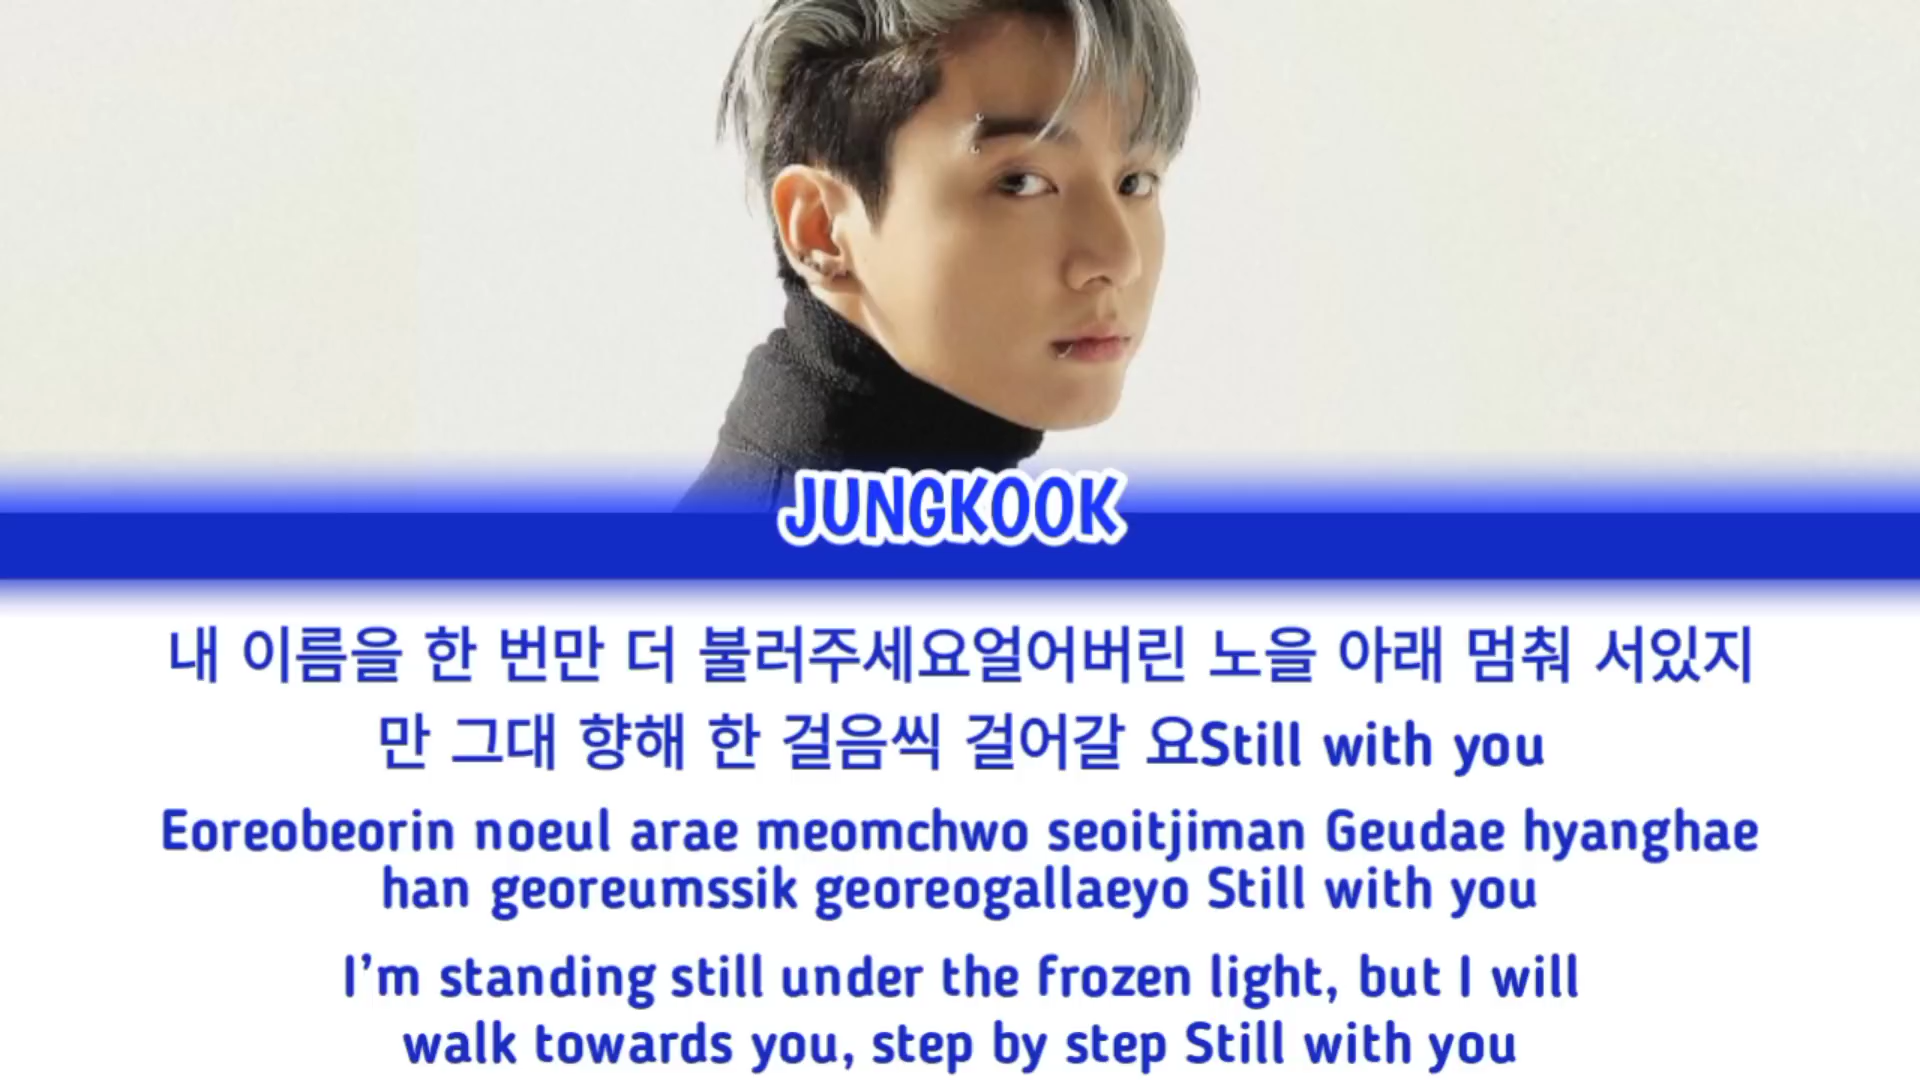 JUNGKOOK
내 이름을 한 번만 더 불러주세요얼어버린 노을 아래 멈춰 서있지
만 그대 향해 한 걸음씩 걸어갈 요Still with you
Eoreobeorin noeul arae meomchwo seoitjiman Geudae hyanghae
han georeumssik georeogallaeyo Still with you
I'm standing still under the frozen light, but I will
walk towards you, step by step Still with you